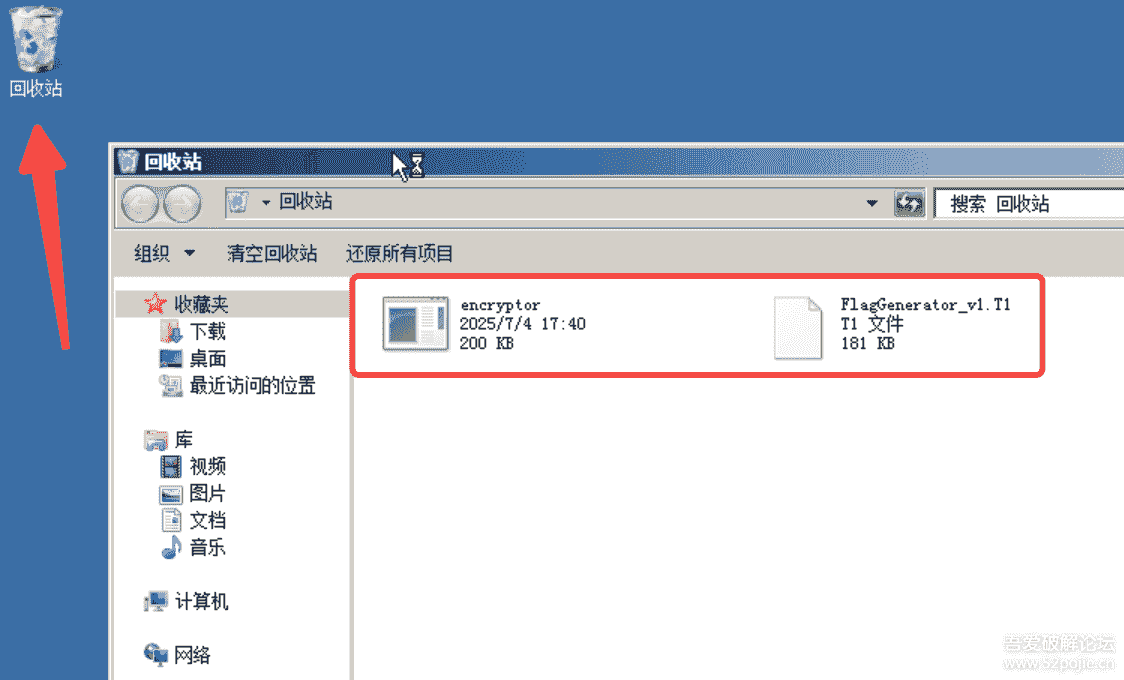 回收站
回收站
回收站
搜索 回收站
组织
清空回收站
还原所有项目
收藏夹
下载
桌面
最近访问的位置
库
视频
图片
文档
音乐
计算机
网络
encryptor
2025/7/4 17:40
200 KB
FlagGenerator_v1.T1
T1 文件
181 KB
吾爱破解论坛
www.52pojie.cn